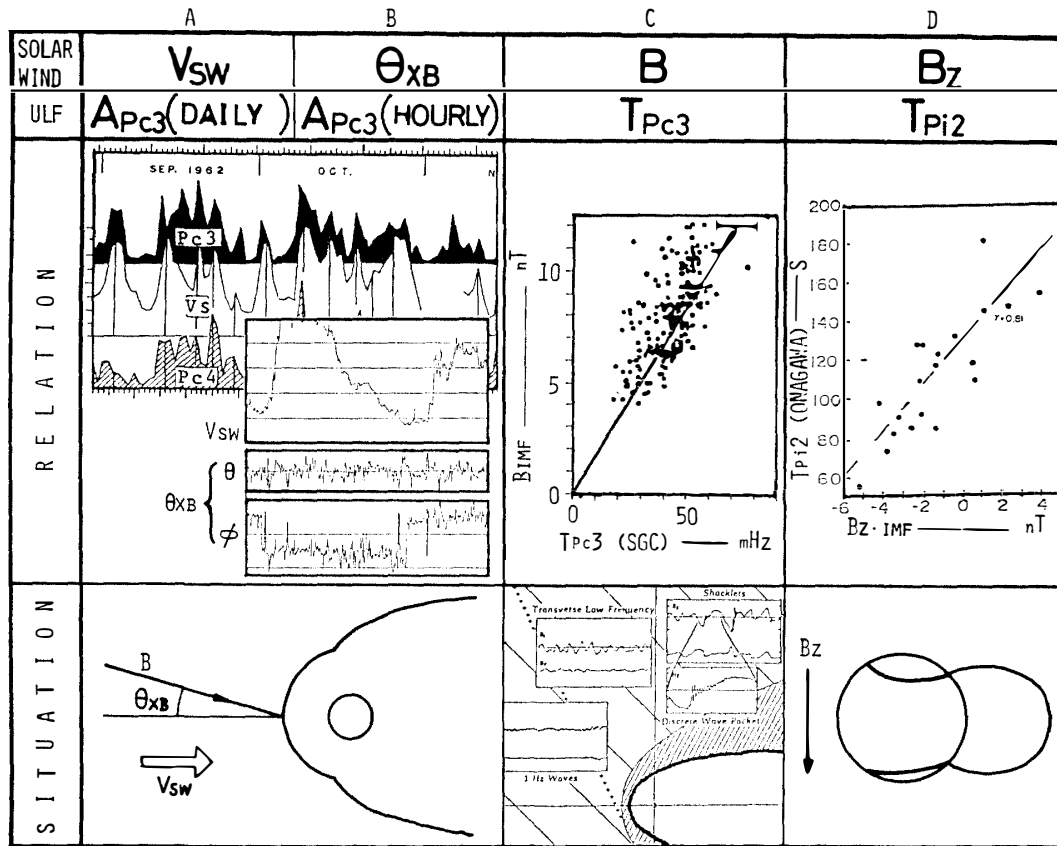 A B C D
SOLAR WIND VSW ΘXB B BZ
ULF APc3(DAILY) APc3(HOURLY) TPc3 TPi2
RELATION
SEP. 1962 OCT. N
Pc3
Vs
Pc4
VSW
θ
ΘXB {
φ
nT
10
5
0
BIMF
0 50
TPc3 (SGC) — mHz
200
180
160
140
120
100
80
60
TPi2 (ONAGAWA) — S
γ=0.81
-6 -4 -2 0 2 4
BZ·IMF — nT
SITUATION
B
ΘXB
VSW
Transverse Low Frequency
Shacklets
Discrete Wave Packet
1 Hz Waves
BZ